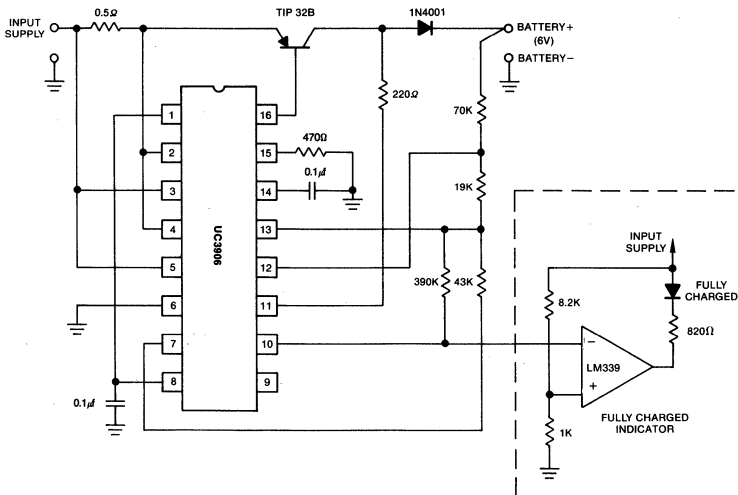 INPUT
SUPPLY
0.5Ω
TIP 32B
1N4001
BATTERY+
(6V)
BATTERY−
220Ω
70K
1
16
470Ω
2
15
0.1μf
3
14
19K
UC3906
4
13
5
12
390K
43K
6
11
7
10
8
9
0.1μf
INPUT
SUPPLY
FULLY
CHARGED
8.2K
820Ω
−
LM339
+
1K
FULLY CHARGED
INDICATOR